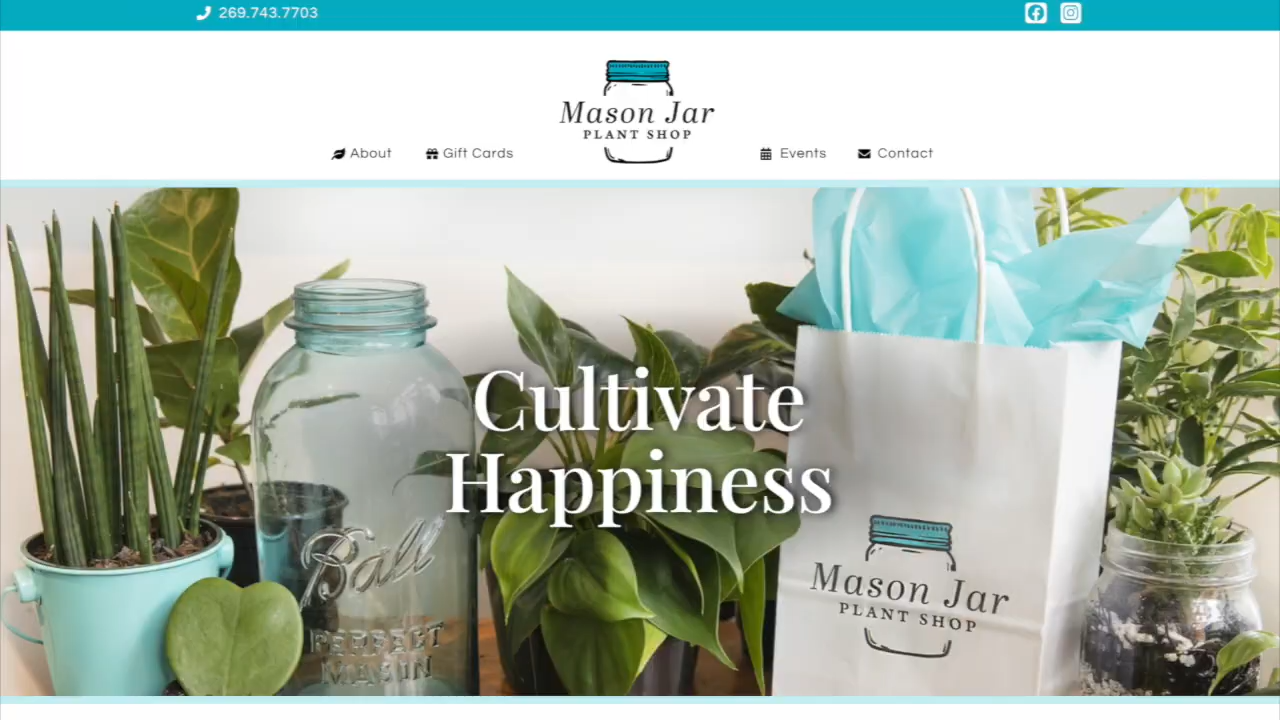 269.743.7703
Mason Jar
PLANT SHOP
About
Gift Cards
Events
Contact
Cultivate
Happiness
Ball
PERFECT
MASON
Mason Jar
PLANT SHOP